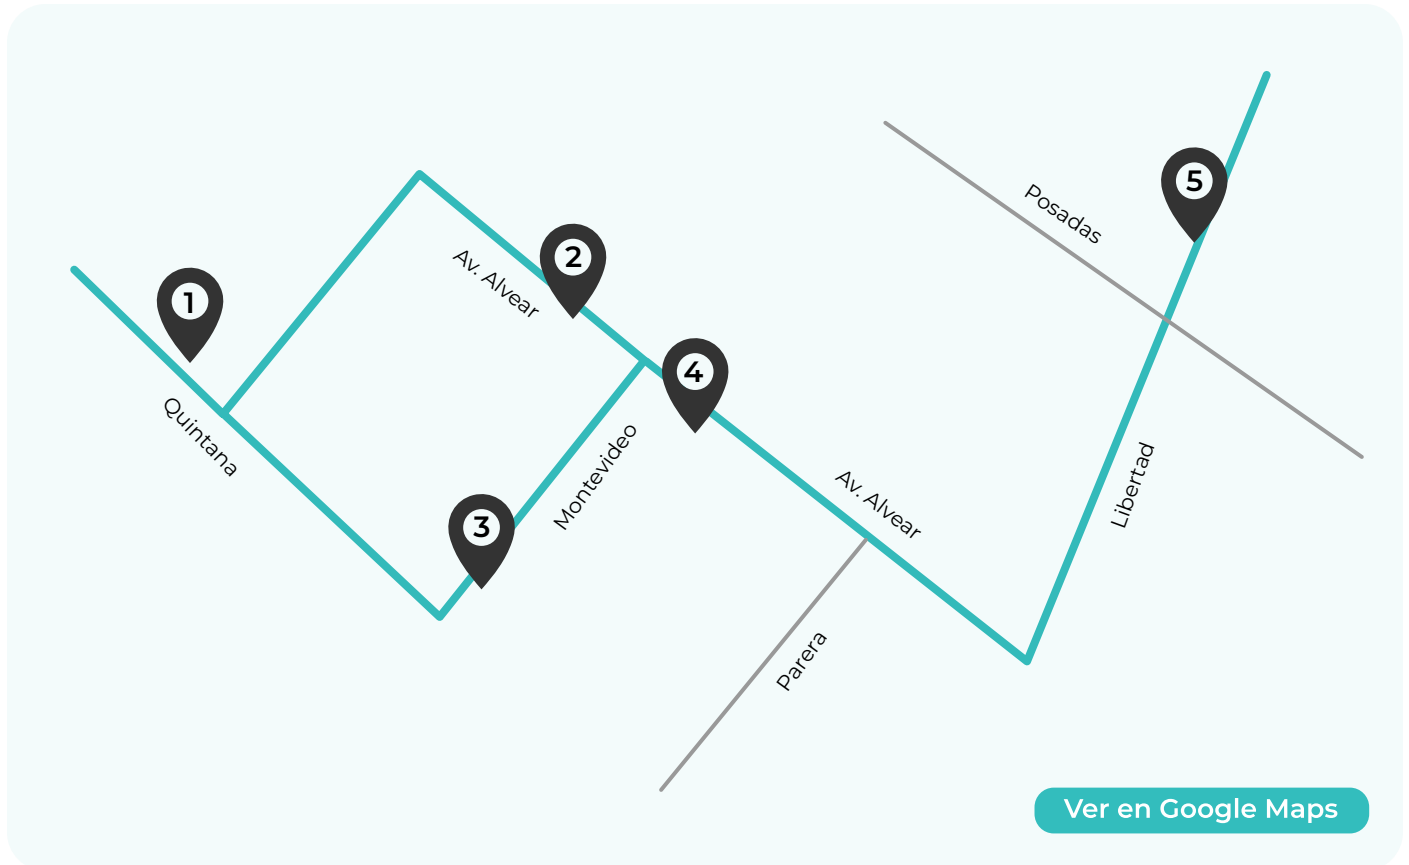 5
Posadas
2
Av. Alvear
1
4
Quintana
Montevideo
Av. Alvear
Libertad
3
Parera
Ver en Google Maps